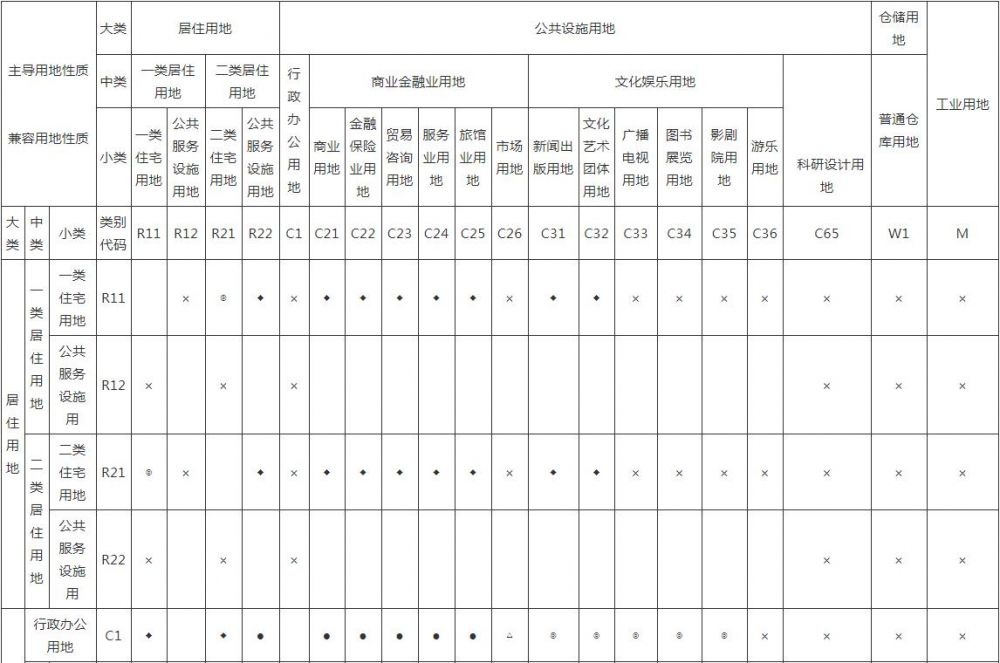 大类 居住用地 公共设施用地 仓储用
地
主导用地性质 中类 一类居住
用地 二类居住
用地 行
政
办
公
用
地 商业金融业用地 文化娱乐用地 科研设计用
地 普通仓
库用地 工业用地
兼容用地性质 小类 一类
住宅
用地 公共
服务
设施
用地 二类
住宅
用地 公共
服务
设施
用地 商业
用地 金融
保险
业用
地 贸易
咨询
用地 服务
业用
地 旅馆
业用
地 市场
用地 新闻出
版用地 文化
艺术
团体
用地 广播
电视
用地 图书
展览
用地 影剧
院用
地 游乐
用地
大
类 中
类 小类 类别
代码 R11 R12 R21 R22 C1 C21 C22 C23 C24 C25 C26 C31 C32 C33 C34 C35 C36 C65 W1 M
居
住
用
地 一
类
居
住
用
地 一类
住宅
用地 R11 × ◎ ◆ × ◆ ◆ ◆ ◆ ◆ × ◆ ◆ × × × × × × ×
公共
服务
设施
用 R12 × × × × × ×
二
类
居
住
用
地 二类
住宅
用地 R21 ◎ × ◆ × ◆ ◆ ◆ ◆ ◆ × ◆ ◆ × × × × × × ×
公共
服务
设施
用 R22 × × × × × ×
行政办公
用地 C1 ◆ ◆ ● ● ● ● ● ● △ ◎ ◎ ◎ ◎ ◎ × × × ×